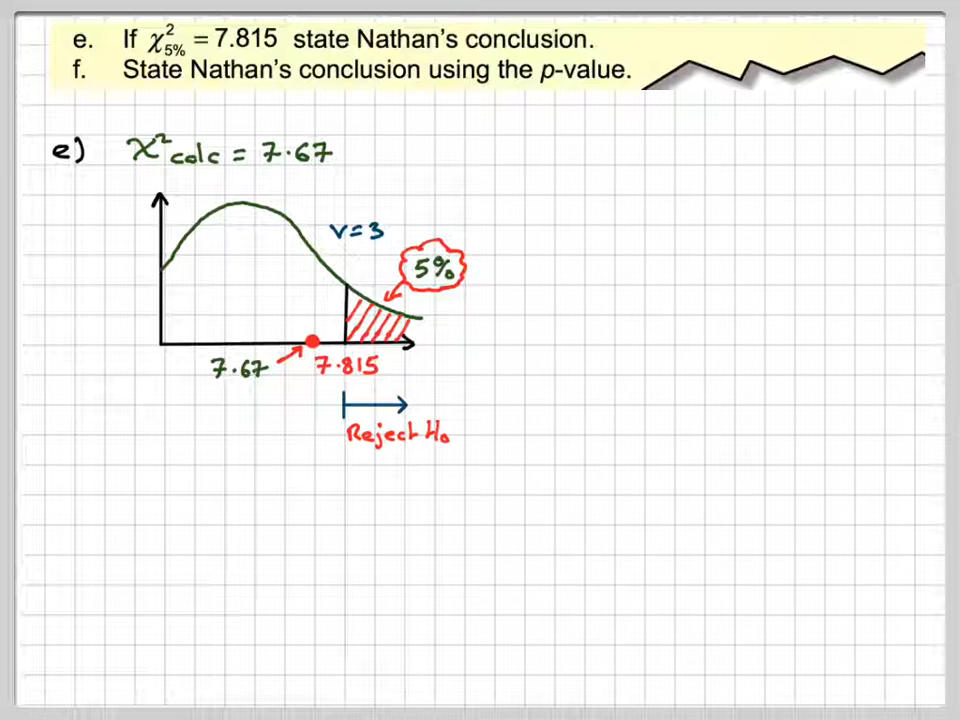 e. If χ²5% = 7.815 state Nathan's conclusion.
f. State Nathan's conclusion using the p-value.
e) χ²calc = 7.67
v=3
5%
7.67
7.815
Reject H₀